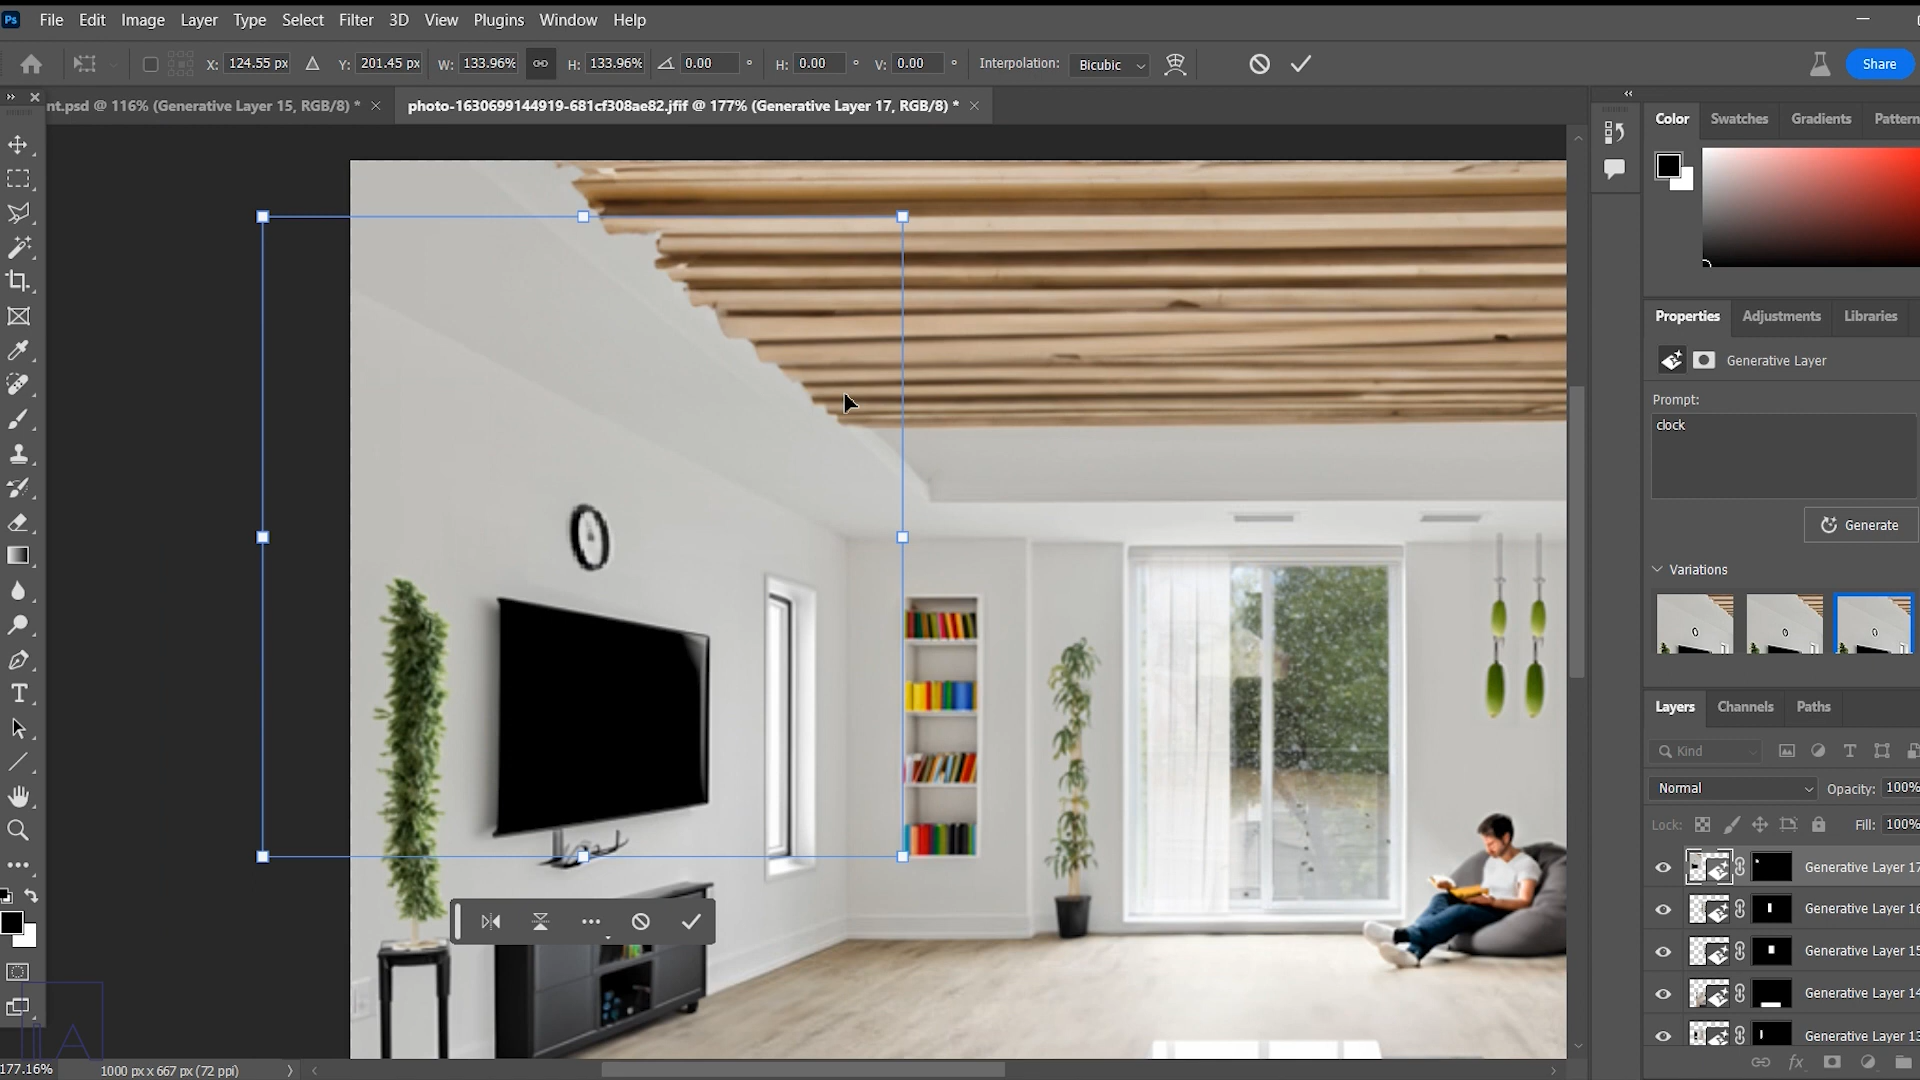 Ps File Edit Image Layer Type Select Filter 3D View Plugins Window Help
X: 124.55 px Y: 201.45 px W: 133.96% H: 133.96% 0.00 ° H: 0.00 ° V: 0.00 ° Interpolation: Bicubic Share
nt.psd @ 116% (Generative Layer 15, RGB/8) * photo-1630699144919-681cf308ae82.jfif @ 177% (Generative Layer 17, RGB/8) *
Color Swatches Gradients Pattern
Properties Adjustments Libraries
Generative Layer
Prompt:
clock
Generate
Variations
Layers Channels Paths
Kind
Normal Opacity: 100%
Lock: Fill: 100%
Generative Layer 17
Generative Layer 16
Generative Layer 15
Generative Layer 14
Generative Layer 13
177.16% 1000 px x 667 px (72 ppi)